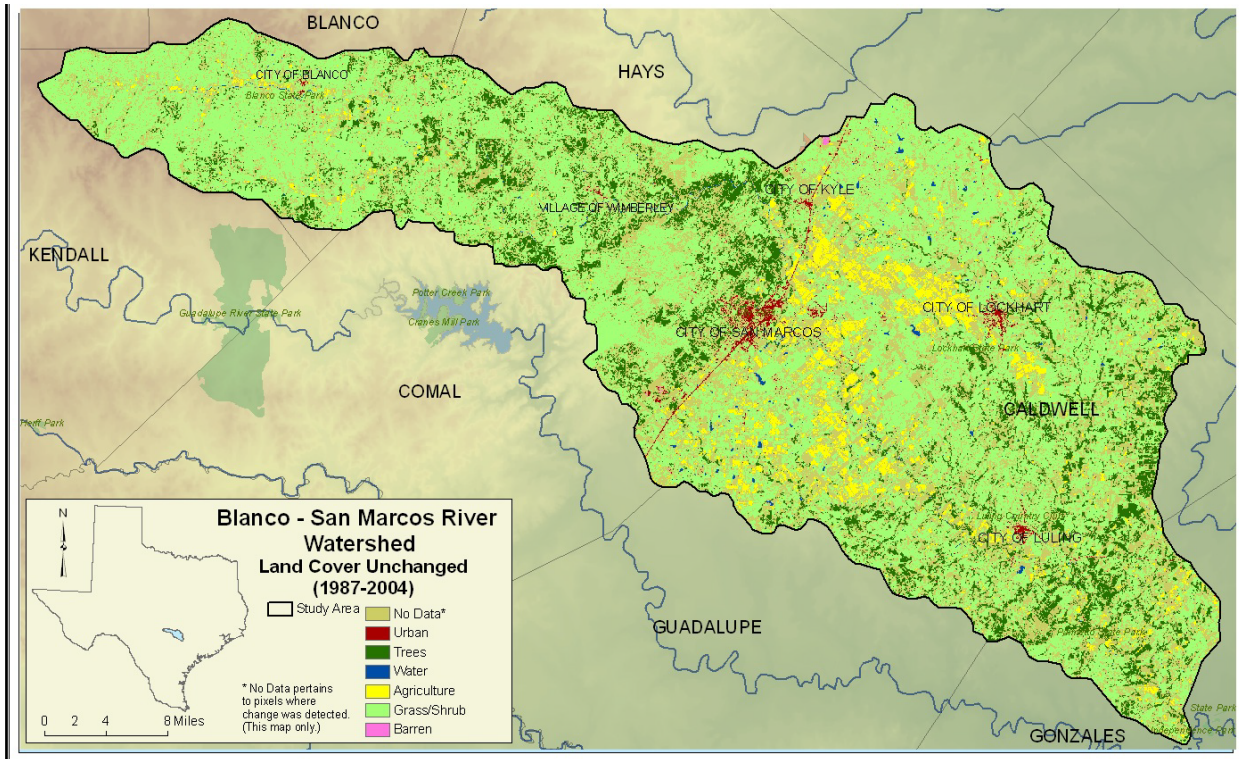 BLANCO
HAYS
CITY OF BLANCO
Blanco State Park
CITY OF KYLE
VILLAGE OF WIMBERLEY
KENDALL
Potter Creek Park
Guadalupe River State Park
Cranes Mill Park
CITY OF LOCKHART
CITY OF SAN MARCOS
Lockhart State Park
COMAL
CALDWELL
Park
CITY OF LULING
GUADALUPE
State Park
State Park
Independence Park
GONZALES
N
Blanco - San Marcos River
Watershed
Land Cover Unchanged
(1987-2004)
Study Area
No Data*
Urban
Trees
Water
Agriculture
Grass/Shrub
Barren
* No Data pertains
to pixels where
change was detected.
(This map only.)
0 2 4 8 Miles